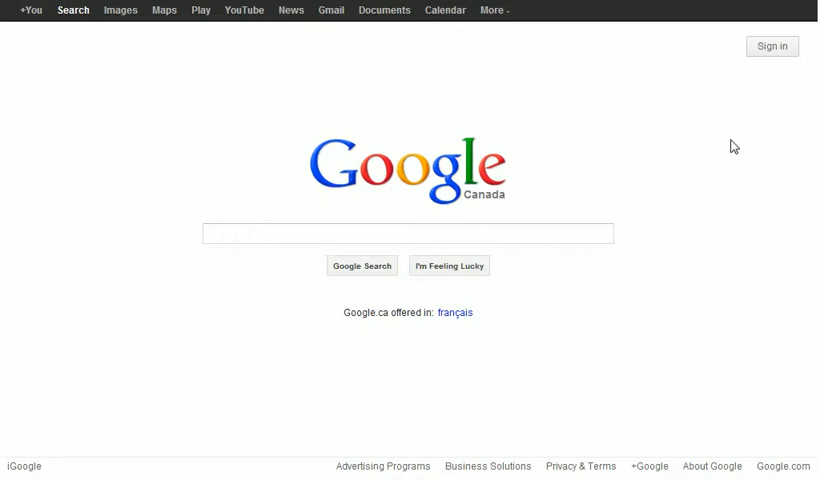 +You Search Images Maps Play YouTube News Gmail Documents Calendar More
Sign in
Google
Canada
Google Search I'm Feeling Lucky
Google.ca offered in: français
iGoogle Advertising Programs Business Solutions Privacy & Terms +Google About Google Google.com